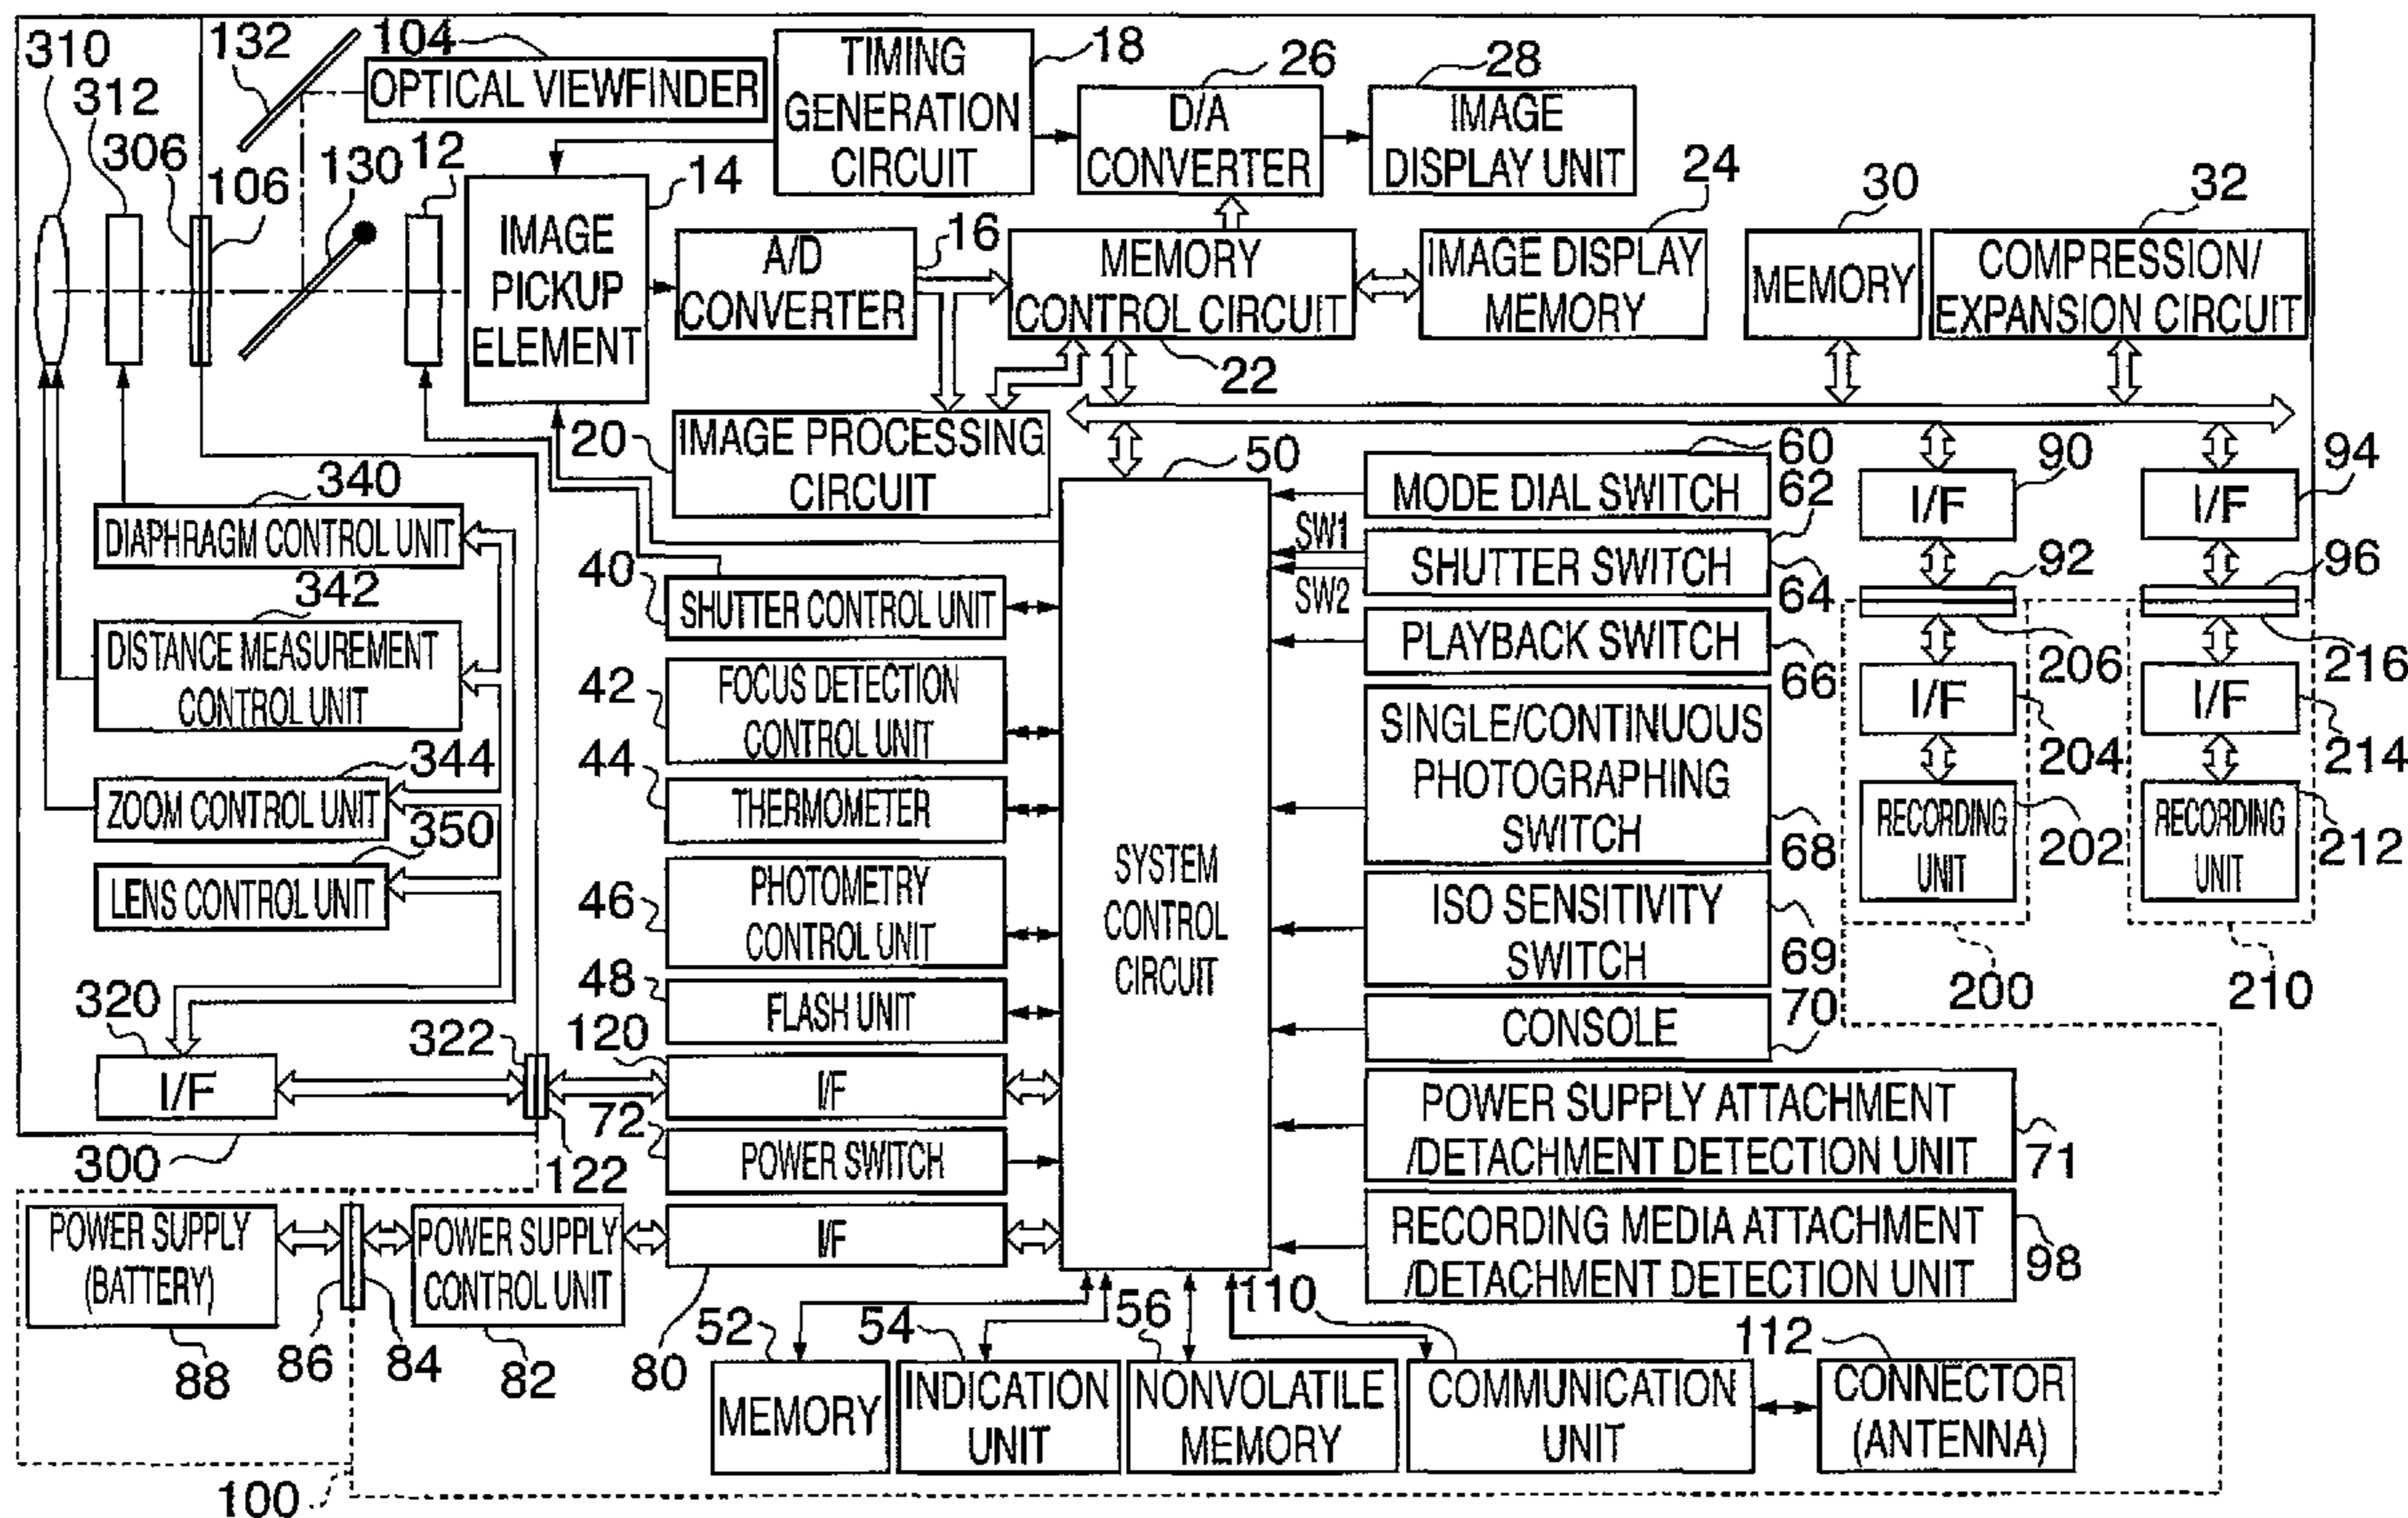 310
312
306
132
104
OPTICAL VIEWFINDER
106
130
12
TIMING
GENERATION
CIRCUIT
18
26
D/A
CONVERTER
28
IMAGE
DISPLAY UNIT
14
IMAGE
PICKUP
ELEMENT
A/D
CONVERTER
16
MEMORY
CONTROL CIRCUIT
22
24
IMAGE DISPLAY
MEMORY
30
MEMORY
32
COMPRESSION/
EXPANSION CIRCUIT
20
IMAGE PROCESSING
CIRCUIT
340
DIAPHRAGM CONTROL UNIT
342
DISTANCE MEASUREMENT
CONTROL UNIT
344
ZOOM CONTROL UNIT
350
LENS CONTROL UNIT
320
I/F
300
322
122
40
SHUTTER CONTROL UNIT
42
FOCUS DETECTION
CONTROL UNIT
44
THERMOMETER
46
PHOTOMETRY
CONTROL UNIT
48
FLASH UNIT
120
I/F
72
POWER SWITCH
I/F
80
50
SYSTEM
CONTROL
CIRCUIT
60
MODE DIAL SWITCH
62
SW1
SHUTTER SWITCH
SW2
64
PLAYBACK SWITCH
66
SINGLE/CONTINUOUS
PHOTOGRAPHING
SWITCH
68
ISO SENSITIVITY
SWITCH
69
CONSOLE
70
POWER SUPPLY ATTACHMENT
/DETACHMENT DETECTION UNIT
71
RECORDING MEDIA ATTACHMENT
/DETACHMENT DETECTION UNIT
98
I/F
90
92
206
I/F
204
RECORDING
UNIT
202
200
I/F
94
96
216
I/F
214
RECORDING
UNIT
212
210
POWER SUPPLY
(BATTERY)
88
86
84
POWER SUPPLY
CONTROL UNIT
82
100
52
MEMORY
54
INDICATION
UNIT
56
NONVOLATILE
MEMORY
110
COMMUNICATION
UNIT
112
CONNECTOR
(ANTENNA)